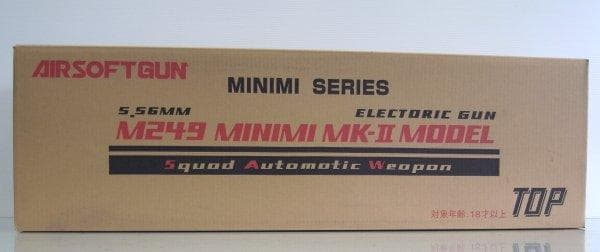 AIRSOFTGUN
MINIMI SERIES
5.56MM ELECTORIC GUN
M249 MINIMI MK-II MODEL
Squad Automatic Weapon
対象年齢:18才以上 TOP